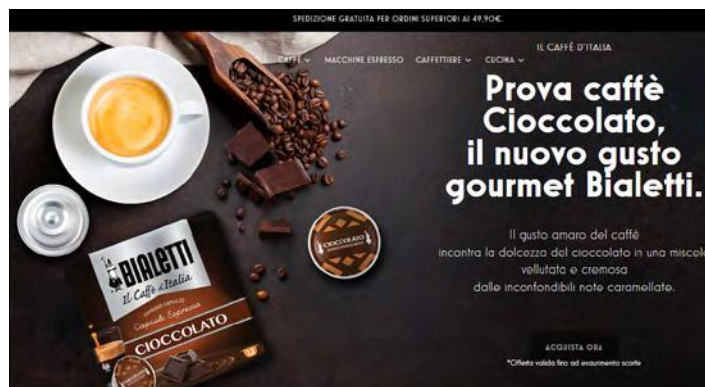 SPEDIZIONE GRATUITA PER ORDINI SUPERIORI AI 49,90€.
IL CAFFÉ D'ITALIA
CAFFÈ MACCHINE ESPRESSO CAFFETTIERE CUCINA
Prova caffè
Cioccolato,
il nuovo gusto
gourmet Bialetti.
Il gusto amaro del caffè
incontra la dolcezza del cioccolato in una miscela
vellutata e cremosa
dalle inconfondibili note caramellate.
ACQUISTA ORA
*Offerta valida fino ad esaurimento scorte
BIALETTI
Il Caffè d'Italia
Capsule Espresso
CIOCCOLATO
CIOCCOLATO